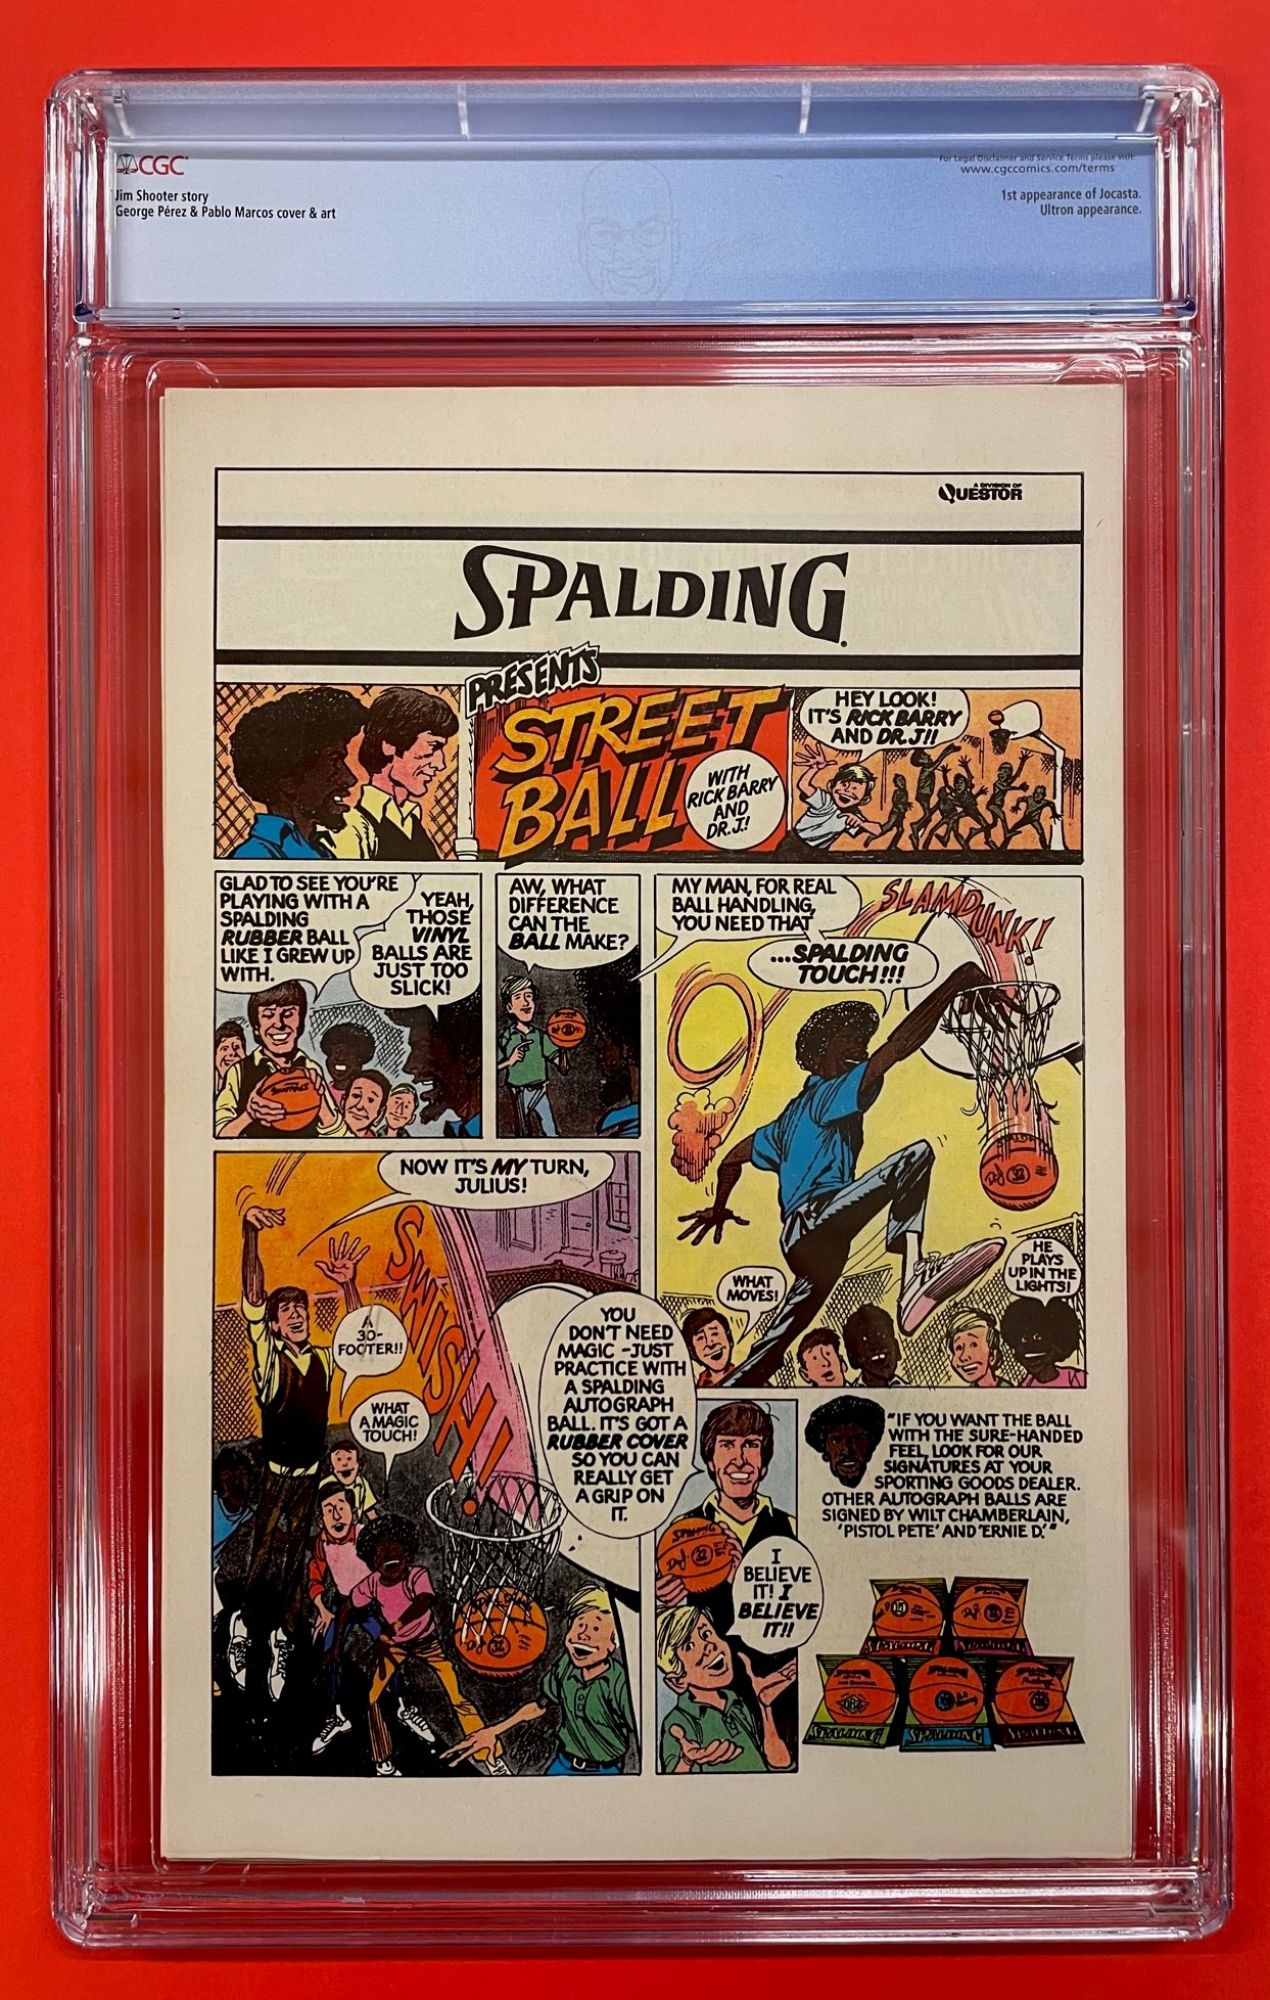 CGC
Jim Shooter story
George Pérez & Pablo Marcos cover & art
For Legal Disclaimer and Service Terms please visit:
www.cgccomics.com/terms
1st appearance of Jocasta.
Ultron appearance.
A DIVISION OF
QUESTOR
SPALDING
PRESENTS
STREET
BALL
WITH
RICK BARRY
AND
DR. J.!
HEY LOOK!
IT'S RICK BARRY
AND DR. J!!
GLAD TO SEE YOU'RE
PLAYING WITH A
SPALDING
RUBBER BALL
LIKE I GREW UP
WITH.
YEAH,
THOSE
VINYL
BALLS ARE
JUST TOO
SLICK!
AW, WHAT
DIFFERENCE
CAN THE
BALL MAKE?
MY MAN, FOR REAL
BALL HANDLING,
YOU NEED THAT
...SPALDING
TOUCH!!!
SLAMDUNK!
WHAT
MOVES!
HE
PLAYS
UP IN THE
LIGHTS!
NOW IT'S MY TURN,
JULIUS!
SWISH!
A
30-
FOOTER!!
WHAT
A MAGIC
TOUCH!
YOU
DON'T NEED
MAGIC - JUST
PRACTICE WITH
A SPALDING
AUTOGRAPH
BALL. IT'S GOT A
RUBBER COVER
SO YOU CAN
REALLY GET
A GRIP ON
IT.
SPALDING
I
BELIEVE
IT! I
BELIEVE
IT!!
"IF YOU WANT THE BALL
WITH THE SURE-HANDED
FEEL, LOOK FOR OUR
SIGNATURES AT YOUR
SPORTING GOODS DEALER.
OTHER AUTOGRAPH BALLS ARE
SIGNED BY WILT CHAMBERLAIN,
'PISTOL PETE' AND 'ERNIE D.'"
SPALDING
SPALDING
SPALDING
SPALDING
SPALDING